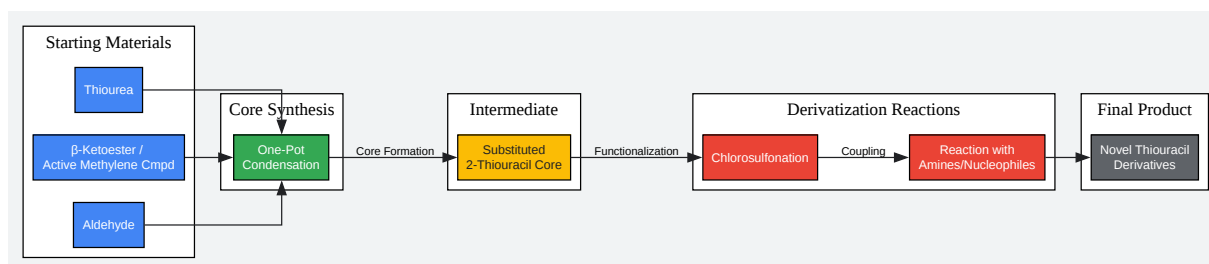 Starting Materials
Thiourea
β-Ketoester /
Active Methylene Cmpd
Aldehyde
Core Synthesis
One-Pot
Condensation
Core Formation
Intermediate
Substituted
2-Thiouracil Core
Functionalization
Derivatization Reactions
Chlorosulfonation
Coupling
Reaction with
Amines/Nucleophiles
Final Product
Novel Thiouracil
Derivatives